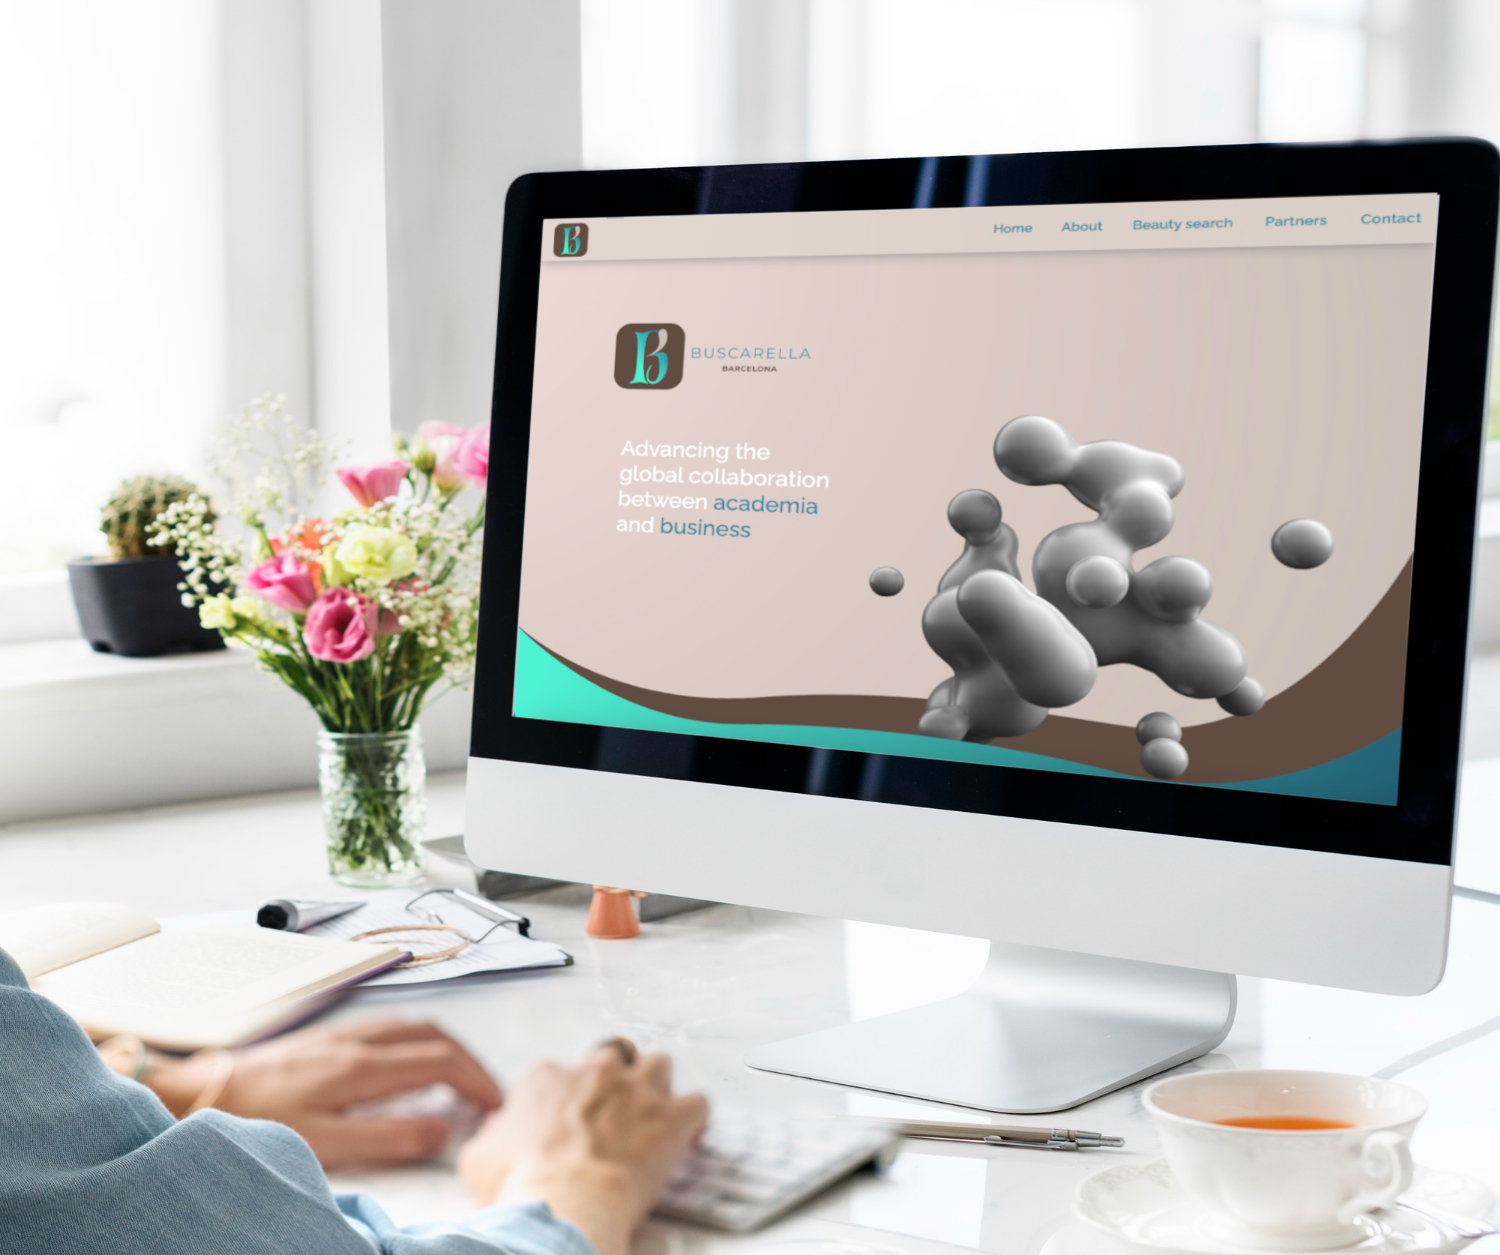 B
Home About Beauty search Partners Contact
B
BUSCARELLA
BARCELONA
Advancing the
global collaboration
between academia
and business